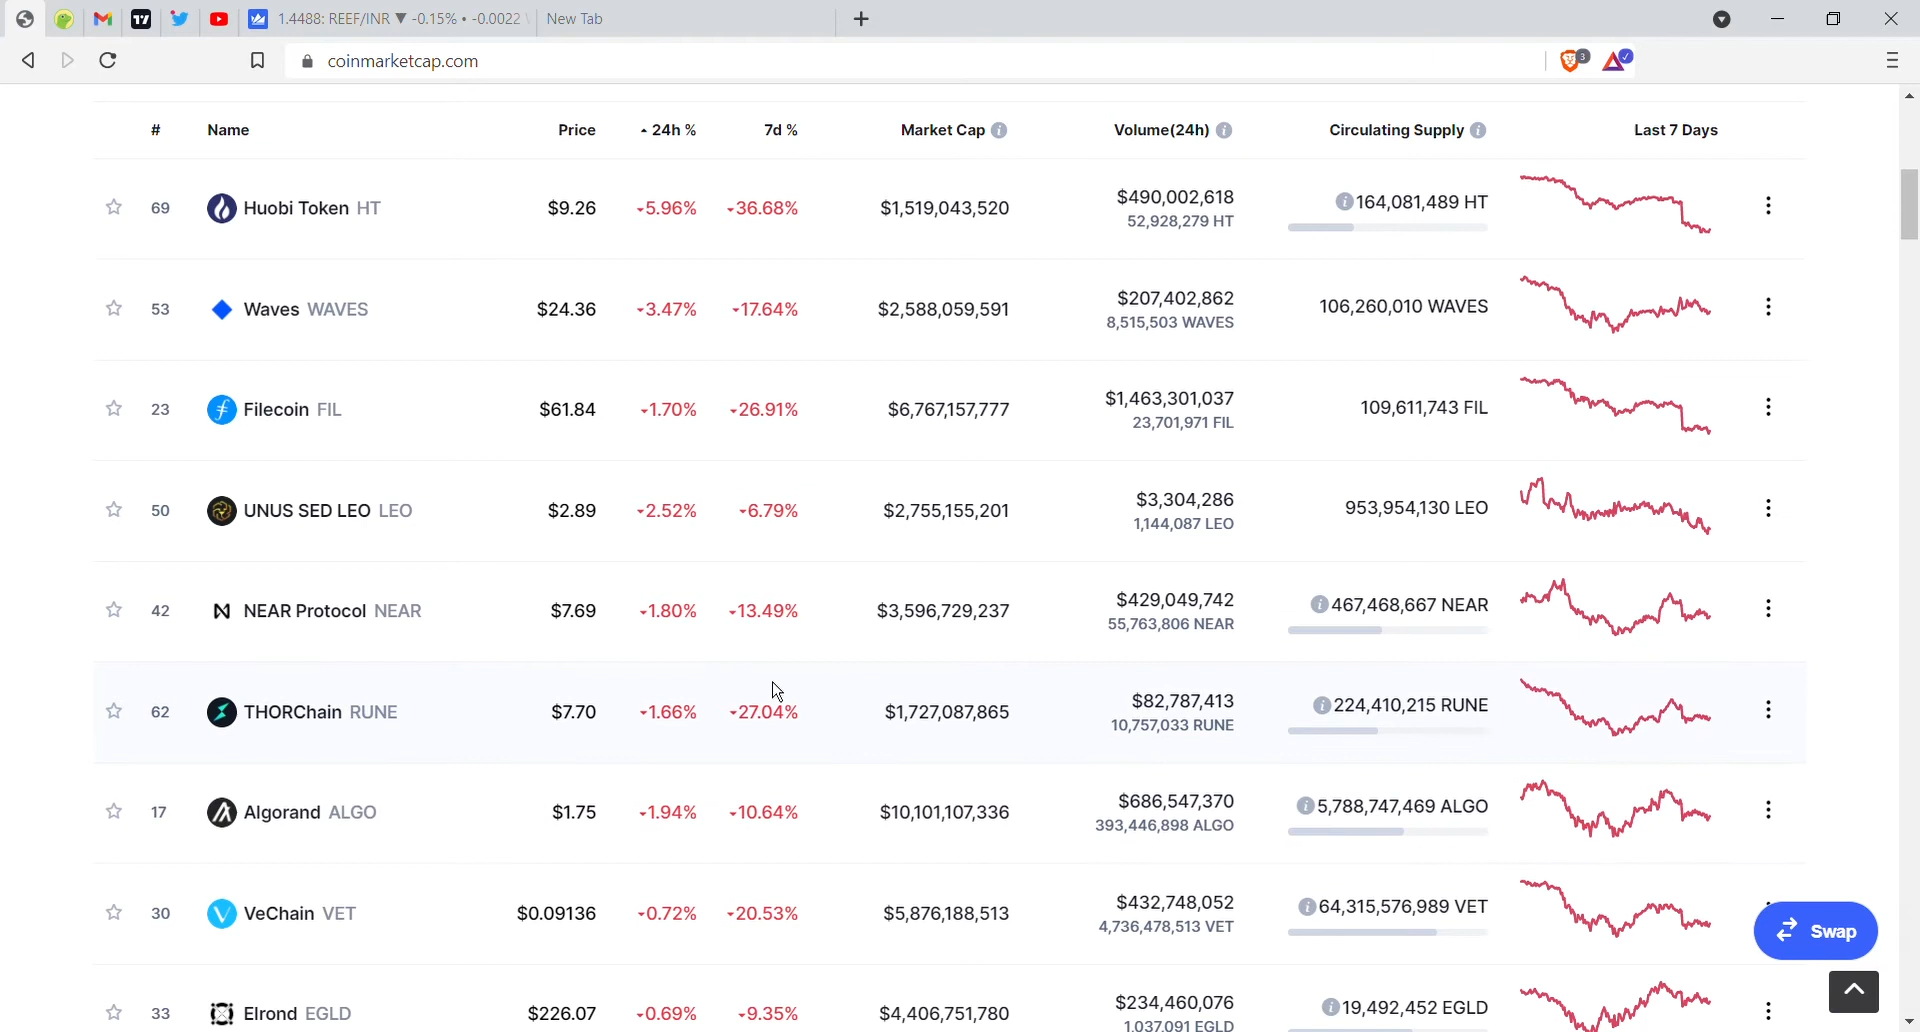 1.4488: REEF/INR ▼ -0.15% • -0.0022
New Tab
coinmarketcap.com
3
# Name Price 24h % 7d % Market Cap Volume(24h) Circulating Supply Last 7 Days
69 Huobi Token HT $9.26 -5.96% -36.68% $1,519,043,520 $490,002,618 164,081,489 HT
52,928,279 HT
53 Waves WAVES $24.36 -3.47% -17.64% $2,588,059,591 $207,402,862 106,260,010 WAVES
8,515,503 WAVES
23 Filecoin FIL $61.84 -1.70% -26.91% $6,767,157,777 $1,463,301,037 109,611,743 FIL
23,701,971 FIL
50 UNUS SED LEO LEO $2.89 -2.52% -6.79% $2,755,155,201 $3,304,286 953,954,130 LEO
1,144,087 LEO
42 NEAR Protocol NEAR $7.69 -1.80% -13.49% $3,596,729,237 $429,049,742 467,468,667 NEAR
55,763,806 NEAR
62 THORChain RUNE $7.70 -1.66% -27.04% $1,727,087,865 $82,787,413 224,410,215 RUNE
10,757,033 RUNE
17 Algorand ALGO $1.75 -1.94% -10.64% $10,101,107,336 $686,547,370 5,788,747,469 ALGO
393,446,898 ALGO
30 VeChain VET $0.09136 -0.72% -20.53% $5,876,188,513 $432,748,052 64,315,576,989 VET
4,736,478,513 VET
Swap
33 Elrond EGLD $226.07 -0.69% -9.35% $4,406,751,780 $234,460,076 19,492,452 EGLD
1,037,091 EGLD